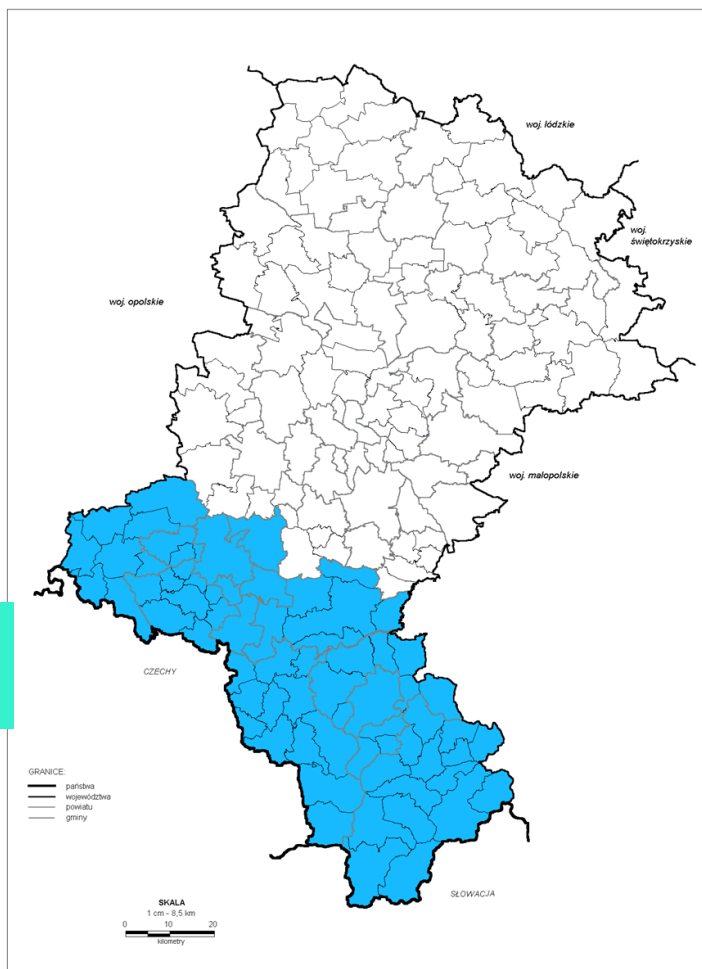 woj. łódzkie
woj.
świętokrzyskie
woj. opolskie
woj. małopolskie
CZECHY
GRANICE:
państwa
województwa
powiatu
gminy
SŁOWACJA
SKALA
1 cm - 8,5 km
0 10 20
kilometry